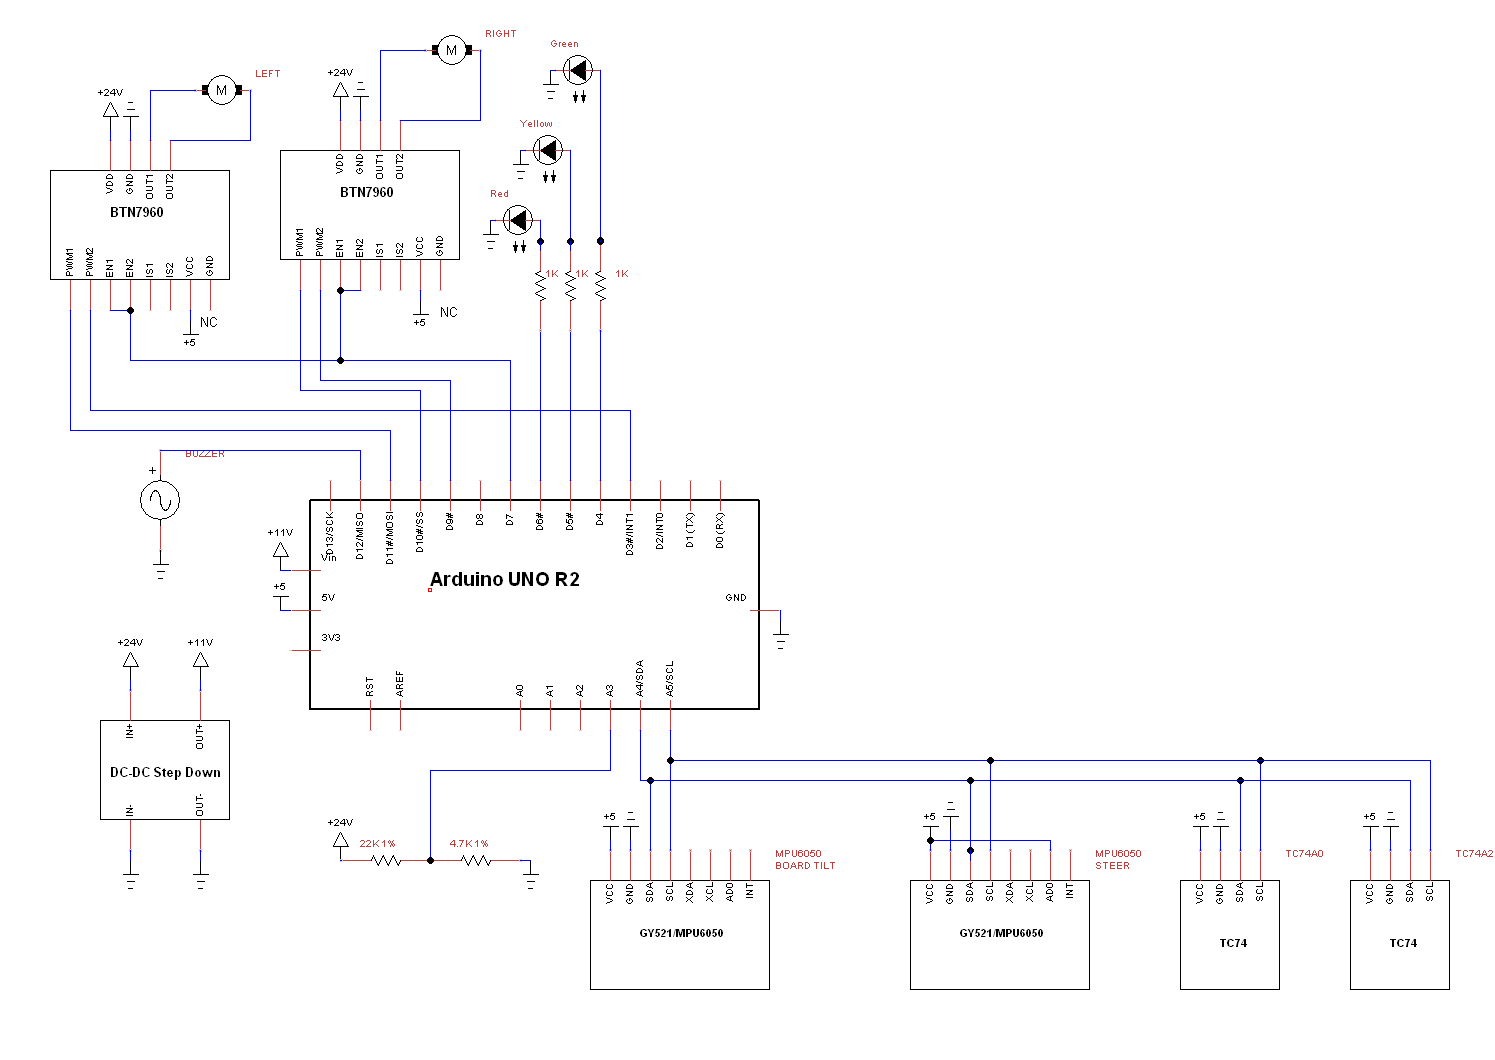 RIGHT
M
Green
+24V
LEFT
M
+24V
Yellow
VDD
GND
OUT1
OUT2
BTN7960
Red
VDD
GND
OUT1
OUT2
BTN7960
PWM1
PWM2
EN1
EN2
IS1
IS2
VCC
GND
PWM1
PWM2
EN1
EN2
IS1
IS2
VCC
GND
1K
1K
1K
NC
+5
NC
+5
BUZZER
+
D13/SCK
D12/MISO
D11#/MOSI
D10#/SS
D9#
D8
D7
D6#
D5#
D4
D3#/INT1
D2/INT0
D1(TX)
D0(RX)
+11V
Vin
Arduino UNO R2
+5
5V
GND
3V3
RST
AREF
A0
A1
A2
A3
A4/SDA
A5/SCL
+24V
+11V
IN+
OUT+
DC-DC Step Down
IN-
OUT-
+24V
22K1%
4.7K1%
+5
+5
+5
+5
MPU6050
BOARD TILT
MPU6050
STEER
TC74A0
TC74A2
VCC
GND
SDA
SCL
XDA
XCL
AD0
INT
GY521/MPU6050
VCC
GND
SDA
SCL
XDA
XCL
AD0
INT
GY521/MPU6050
VCC
GND
SDA
SCL
TC74
VCC
GND
SDA
SCL
TC74